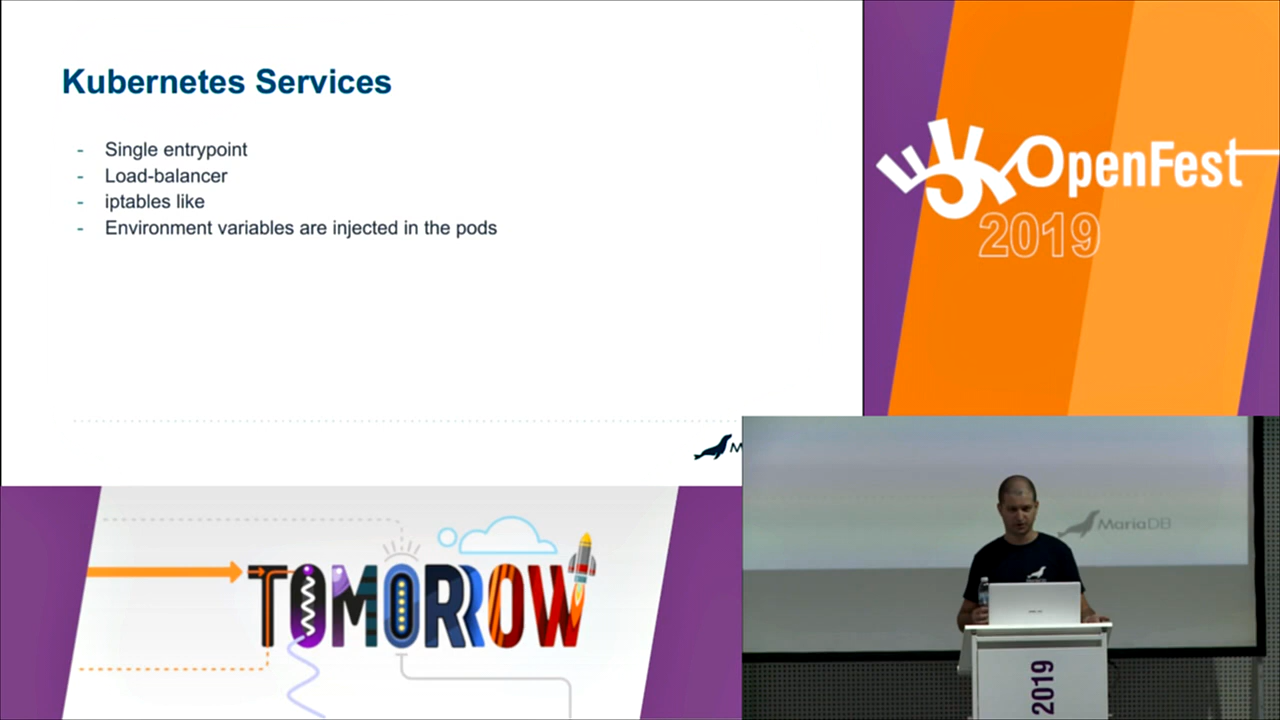 Kubernetes Services
- Single entrypoint
- Load-balancer
- iptables like
- Environment variables are injected in the pods
OpenFest
2019
TOMORROW
MariaDB
2019